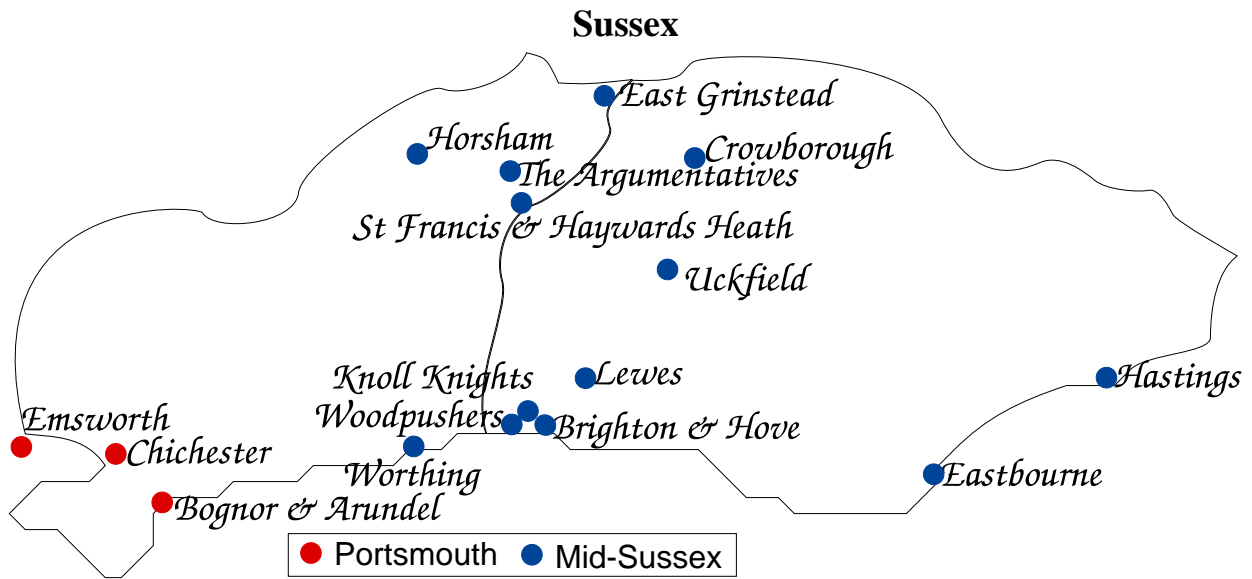 Sussex
East Grinstead
Horsham
Crowborough
The Argumentatives
St Francis & Haywards Heath
Uckfield
Knoll Knights
Lewes
Hastings
Emsworth
Woodpushers
Brighton & Hove
Chichester
Worthing
Eastbourne
Bognor & Arundel
Portsmouth
Mid-Sussex